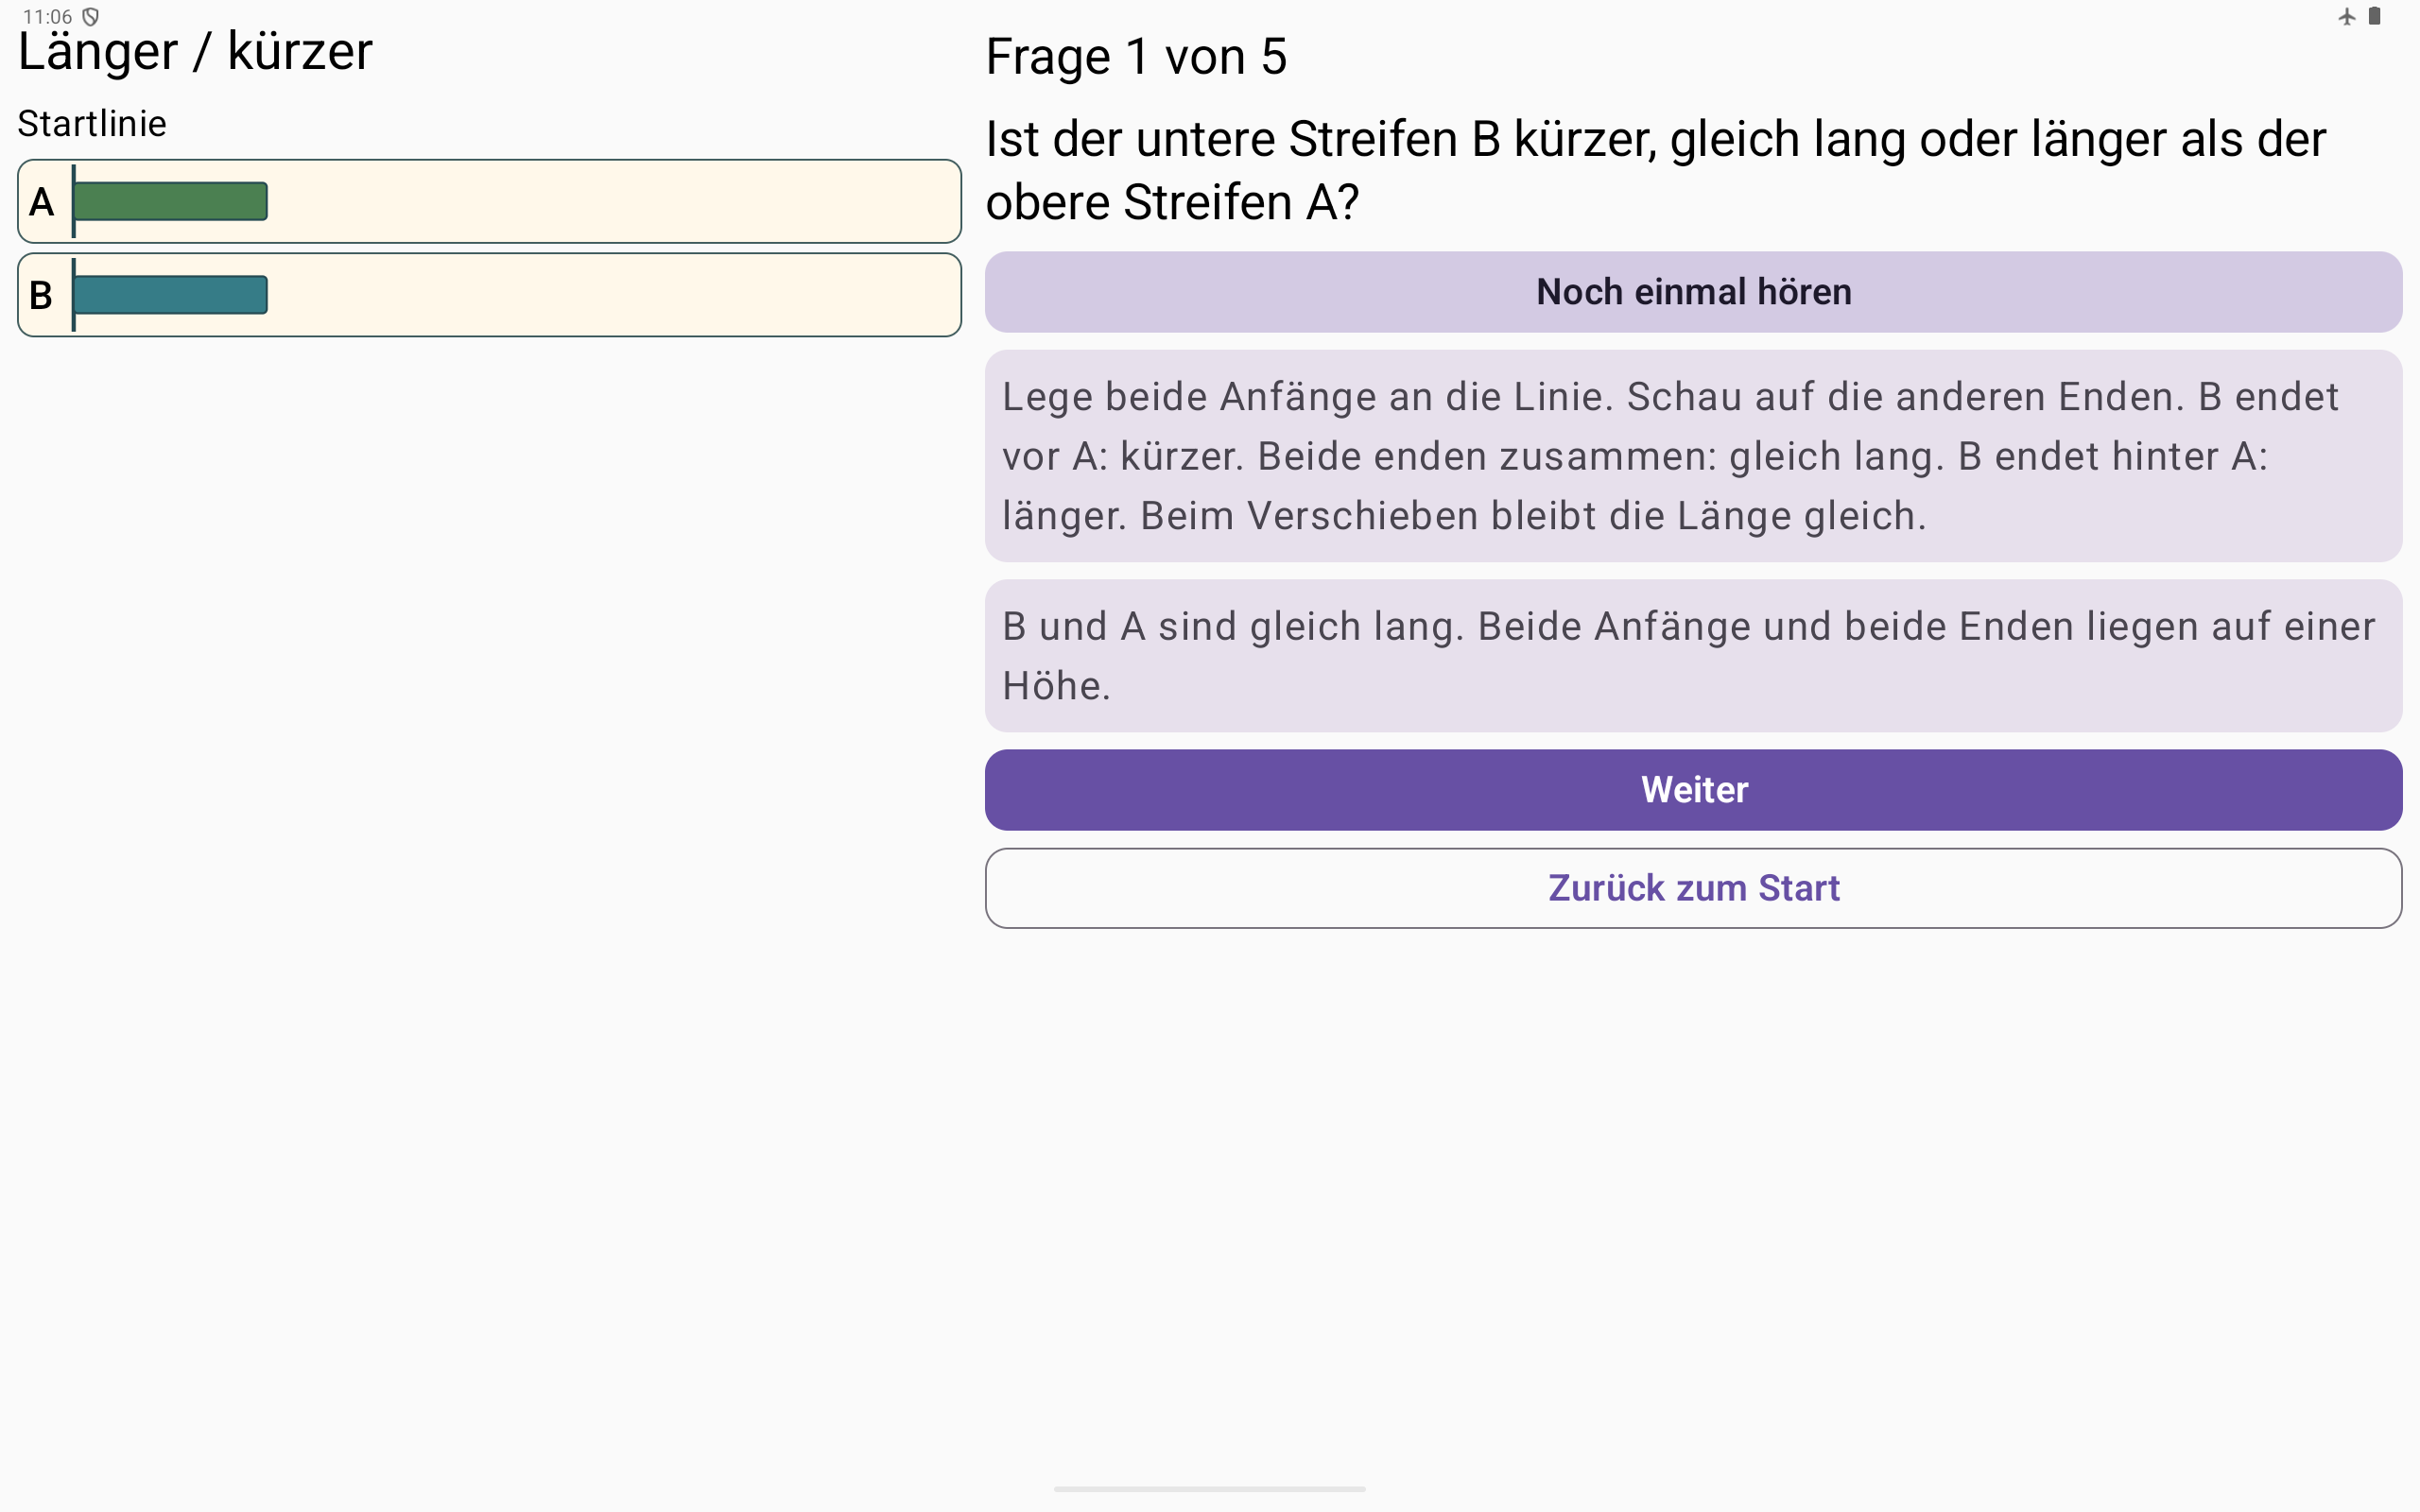 11:06
Länger / kürzer
Startlinie
A
B
Frage 1 von 5
Ist der untere Streifen B kürzer, gleich lang oder länger als der
obere Streifen A?
Noch einmal hören
Lege beide Anfänge an die Linie. Schau auf die anderen Enden. B endet
vor A: kürzer. Beide enden zusammen: gleich lang. B endet hinter A:
länger. Beim Verschieben bleibt die Länge gleich.
B und A sind gleich lang. Beide Anfänge und beide Enden liegen auf einer
Höhe.
Weiter
Zurück zum Start